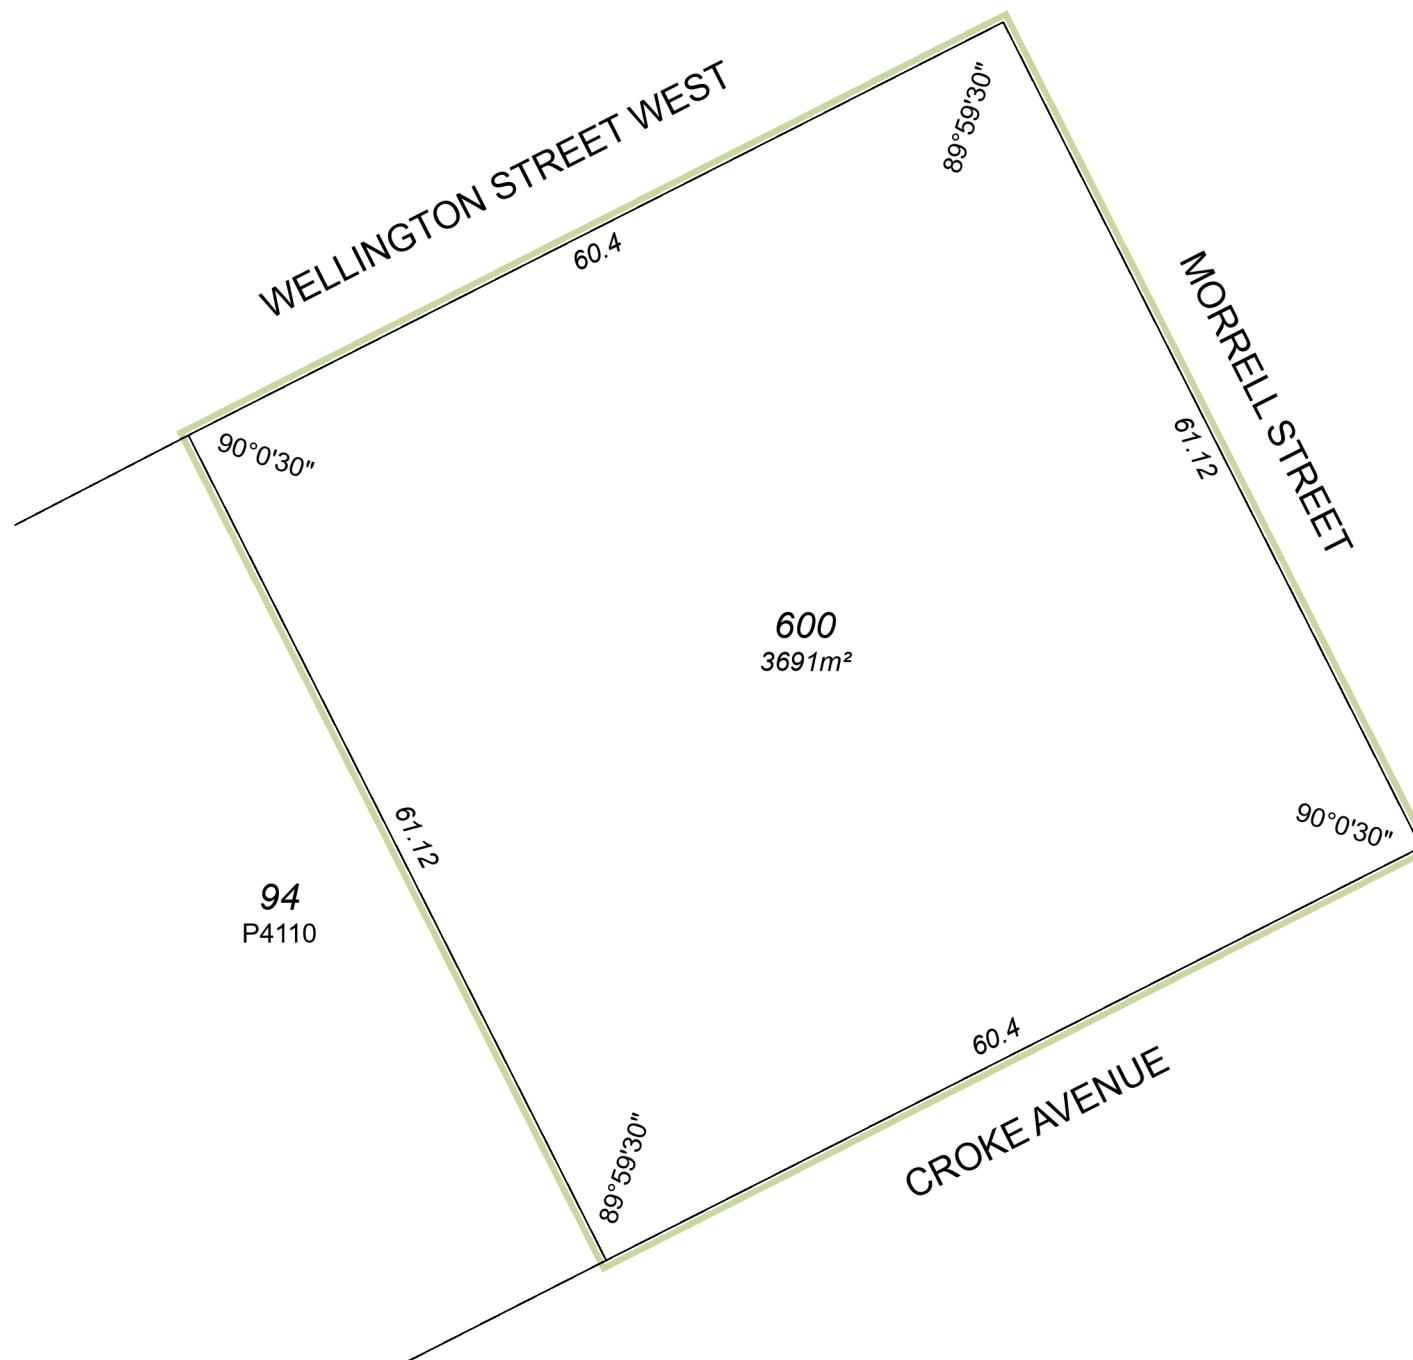 WELLINGTON STREET WEST
89°59'30"
60.4
MORRELL STREET
90°0'30"
61.12
600
3691m²
61.12
90°0'30"
94
P4110
60.4
CROKE AVENUE
89°59'30"